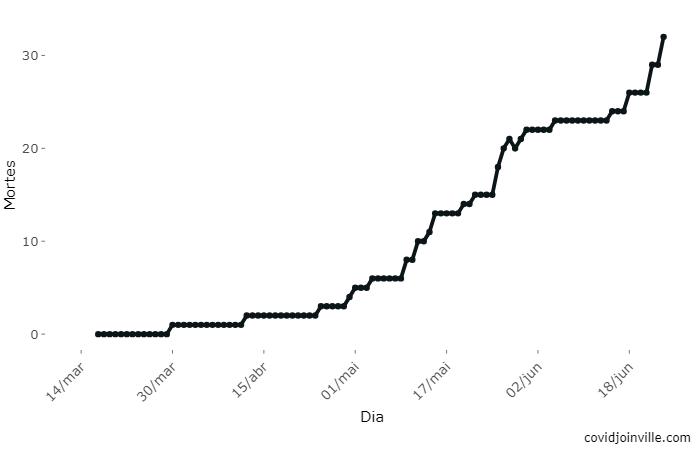 30
20
10
0
Mortes
14/mar
30/mar
15/abr
01/mai
17/mai
02/jun
18/jun
Dia
covidjoinville.com